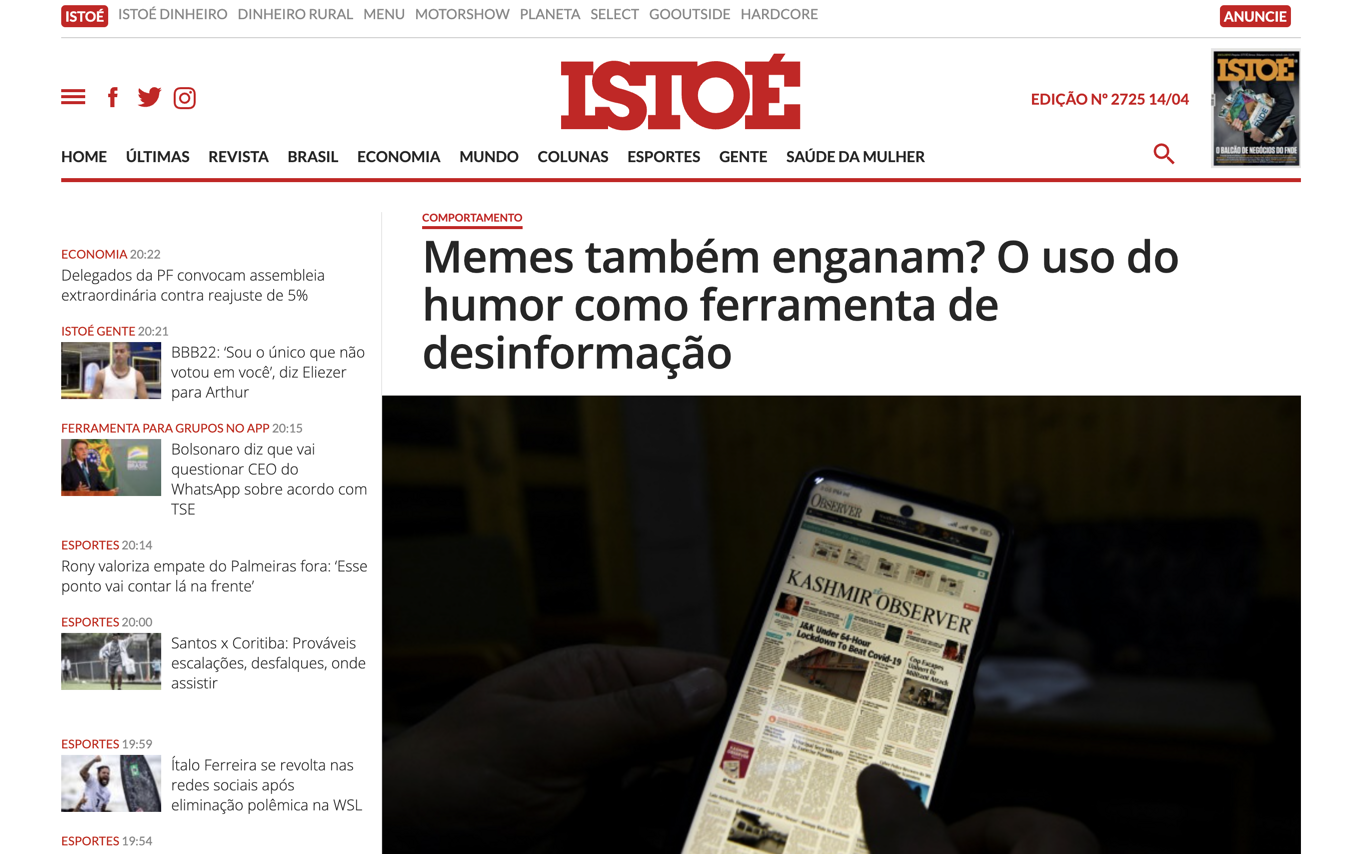 ISTOÉ ISTOÉ DINHEIRO DINHEIRO RURAL MENU MOTORSHOW PLANETA SELECT GOOUTSIDE HARDCORE
ANUNCIE
ISTOÉ
EDIÇÃO Nº 2725 14/04
ISTOÉ
O BALCÃO DE NEGÓCIOS DO FNDE
HOME ÚLTIMAS REVISTA BRASIL ECONOMIA MUNDO COLUNAS ESPORTES GENTE SAÚDE DA MULHER
ECONOMIA 20:22
Delegados da PF convocam assembleia
extraordinária contra reajuste de 5%
ISTOÉ GENTE 20:21
BBB22: ‘Sou o único que não
votou em você’, diz Eliezer
para Arthur
FERRAMENTA PARA GRUPOS NO APP 20:15
Bolsonaro diz que vai
questionar CEO do
WhatsApp sobre acordo com
TSE
ESPORTES 20:14
Rony valoriza empate do Palmeiras fora: ‘Esse
ponto vai contar lá na frente’
ESPORTES 20:00
Santos x Coritiba: Prováveis
escalações, desfalques, onde
assistir
ESPORTES 19:59
Ítalo Ferreira se revolta nas
redes sociais após
eliminação polêmica na WSL
ESPORTES 19:54
COMPORTAMENTO
Memes também enganam? O uso do
humor como ferramenta de
desinformação
OBSERVER
KASHMIR OBSERVER
J&K Under 64-Hour
Lockdown To Beat Covid-19
Cop Escapes
Unhurt In
Militant Attack